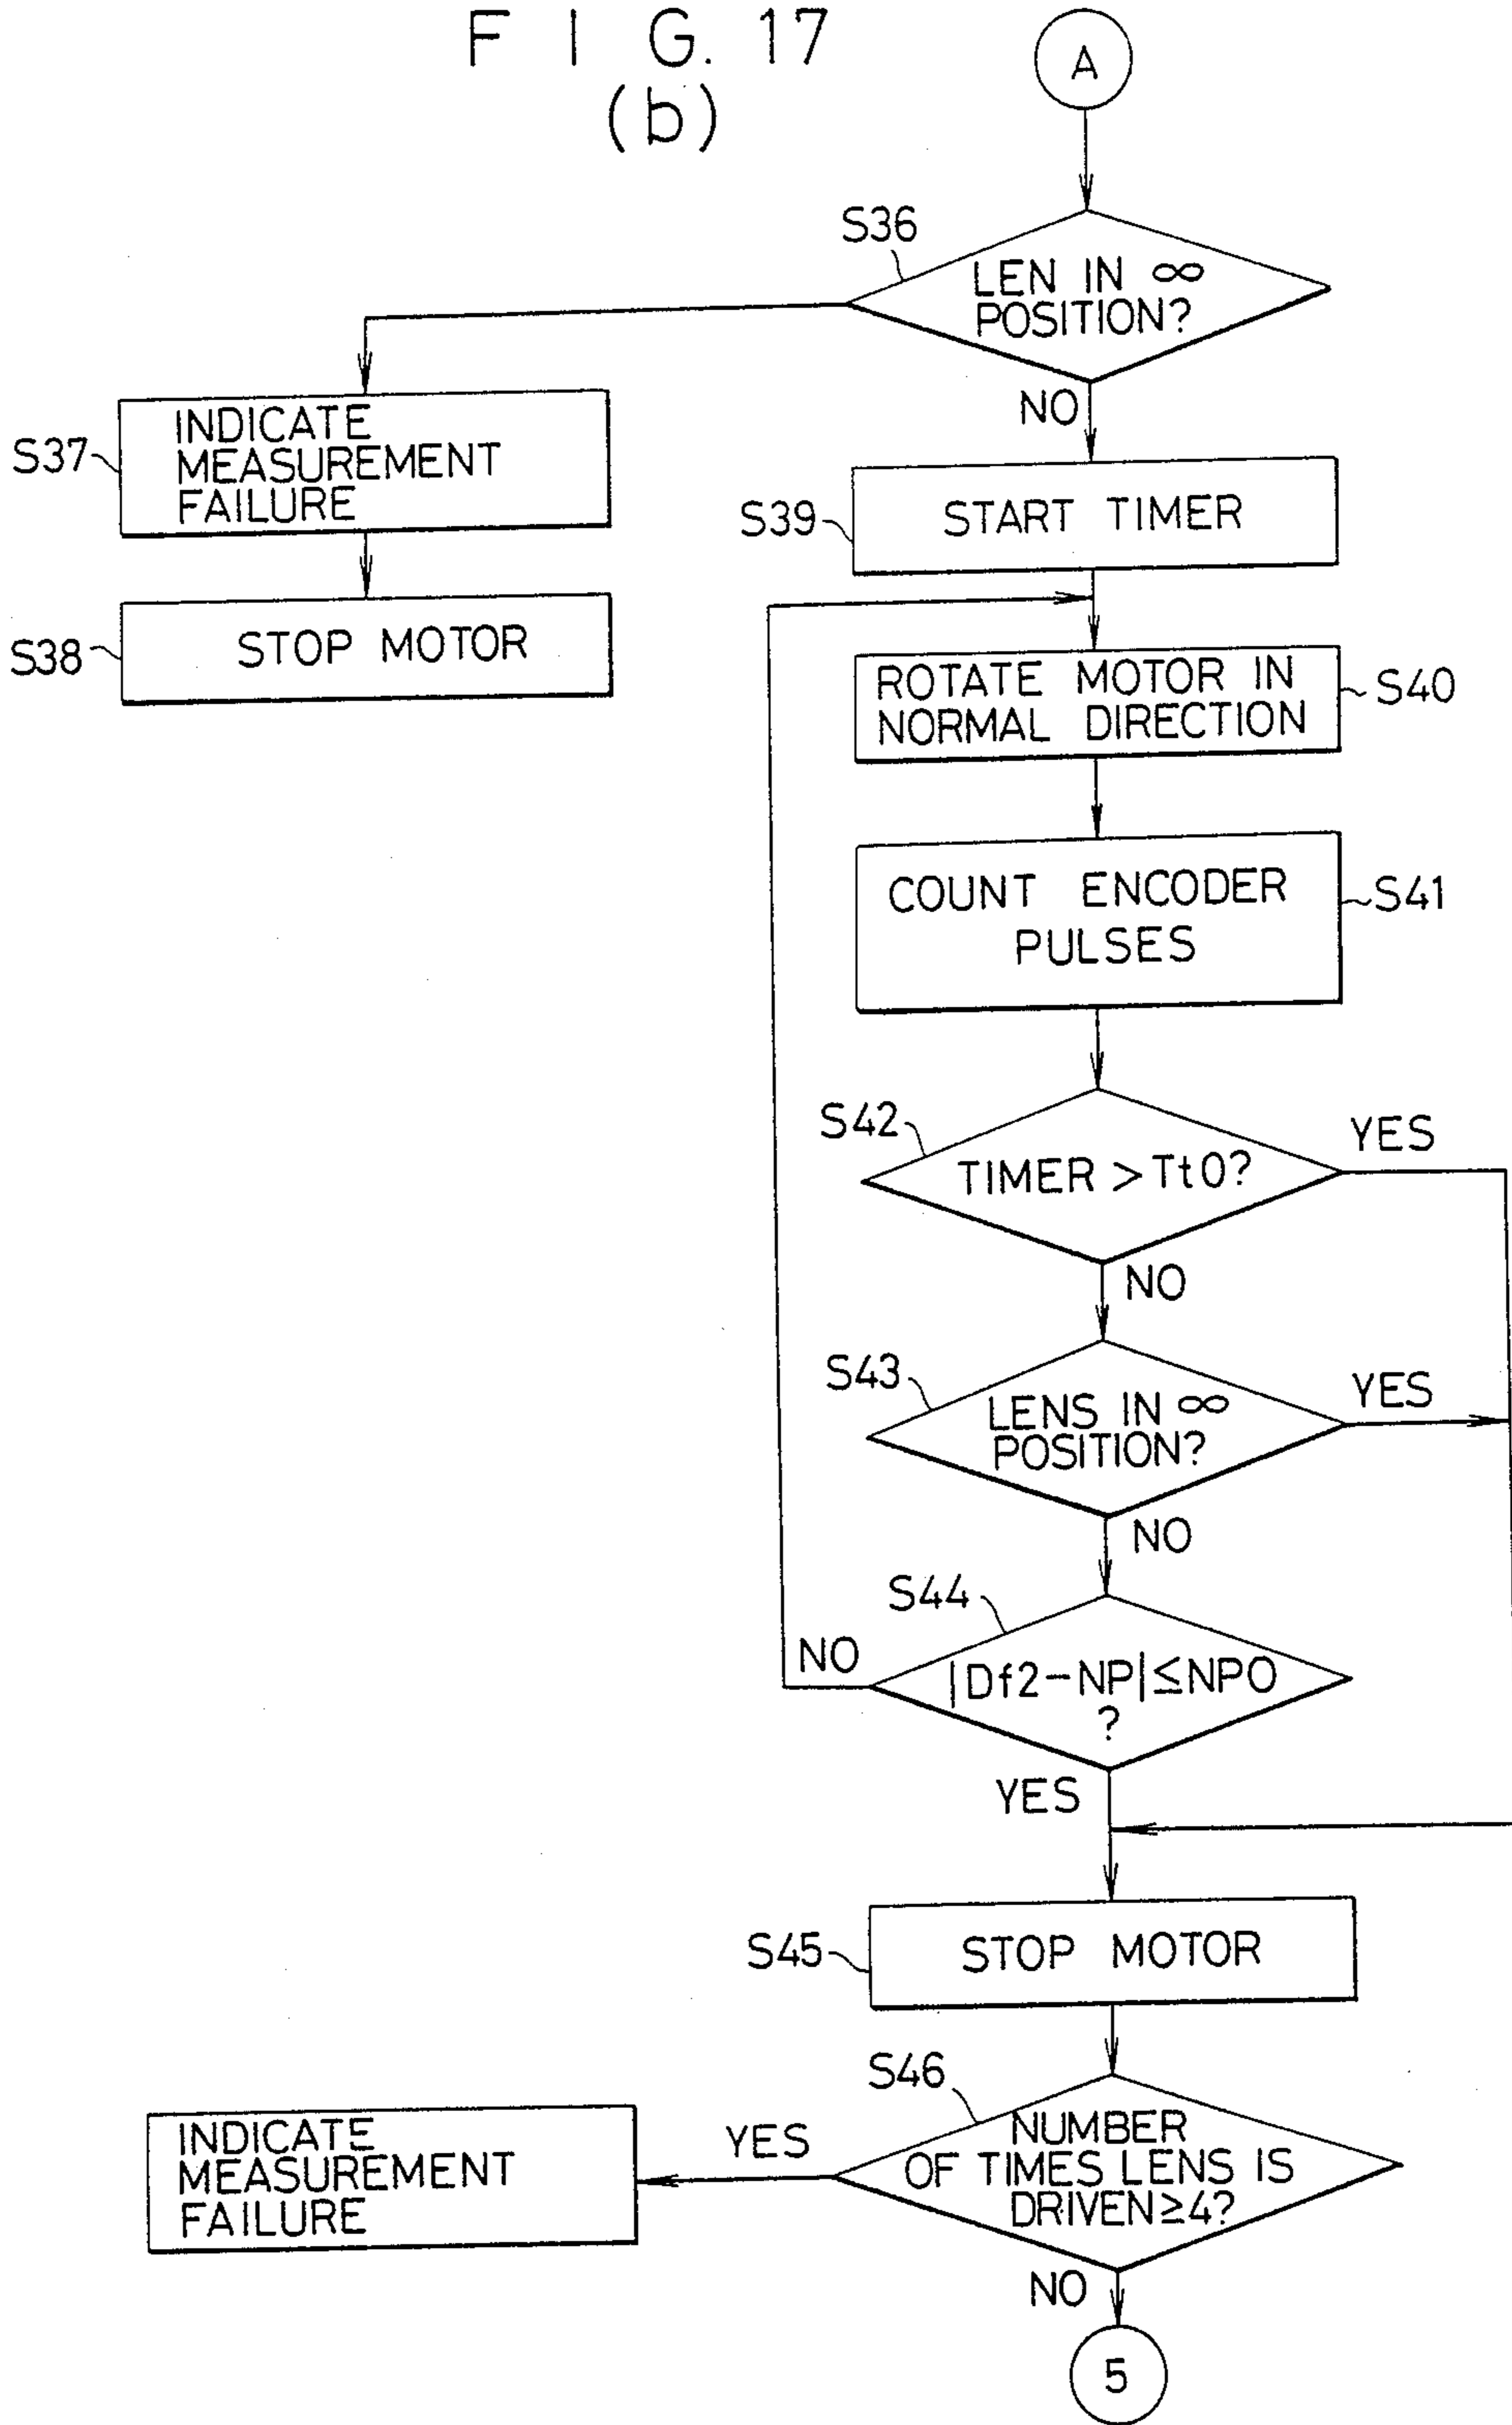 F I G. 17
(b)
A
S36
LEN IN ∞
POSITION?
NO
S37
INDICATE
MEASUREMENT
FAILURE
S39
START TIMER
S38
STOP MOTOR
ROTATE MOTOR IN
NORMAL DIRECTION
S40
COUNT ENCODER
PULSES
S41
S42
YES
TIMER > Tt0?
NO
S43
YES
LENS IN ∞
POSITION?
NO
S44
NO
|Df2-NP|≤NP0
?
YES
S45
STOP MOTOR
S46
INDICATE
MEASUREMENT
FAILURE
YES
NUMBER
OF TIMES LENS IS
DRIVEN≥4?
NO
5